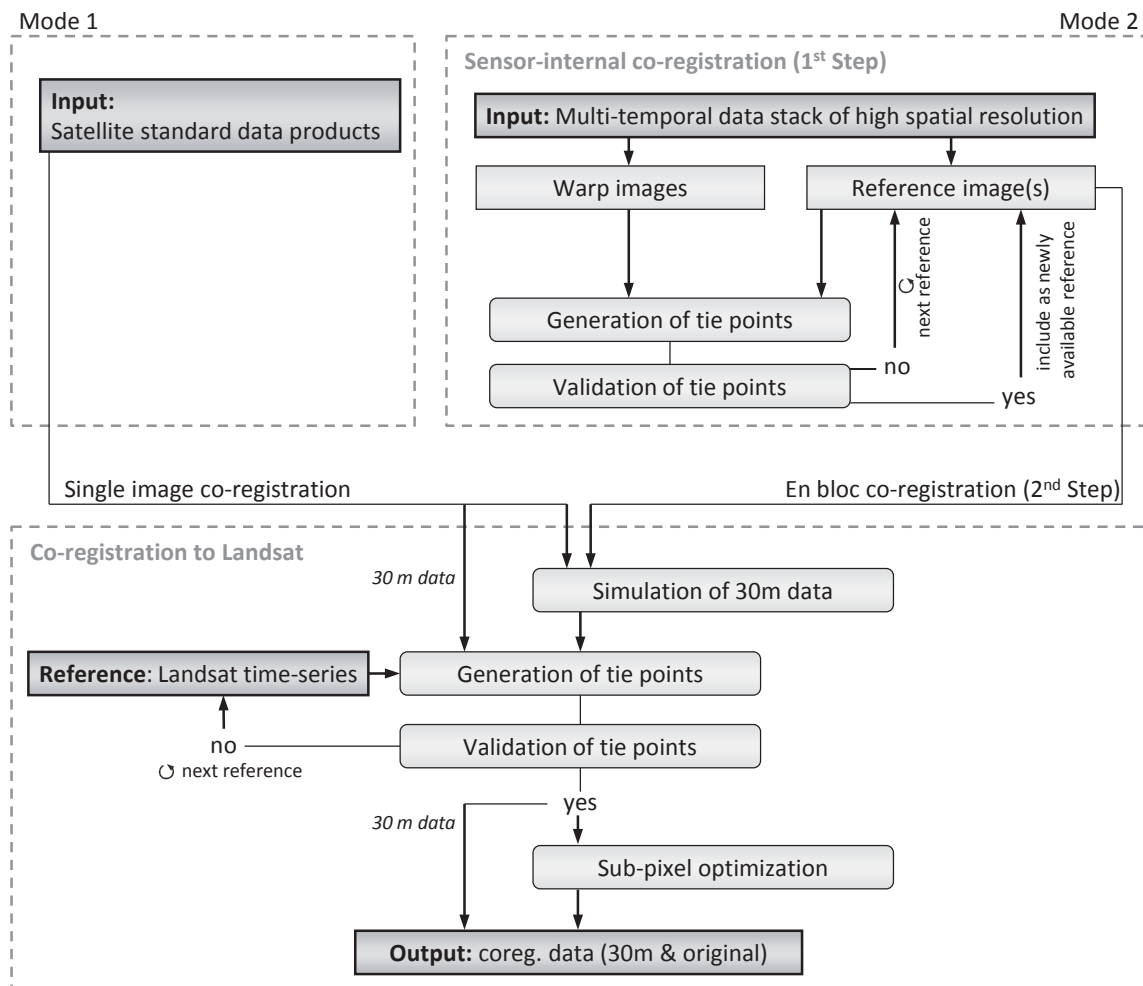 Mode 1
Mode 2
Sensor-internal co-registration (1st Step)
Input:
Satellite standard data products
Input: Multi-temporal data stack of high spatial resolution
Warp images
Reference image(s)
next reference
include as newly
available reference
Generation of tie points
no
Validation of tie points
yes
Single image co-registration
En bloc co-registration (2nd Step)
Co-registration to Landsat
30 m data
Simulation of 30m data
Reference: Landsat time-series
Generation of tie points
no
Validation of tie points
next reference
yes
30 m data
Sub-pixel optimization
Output: coreg. data (30m & original)